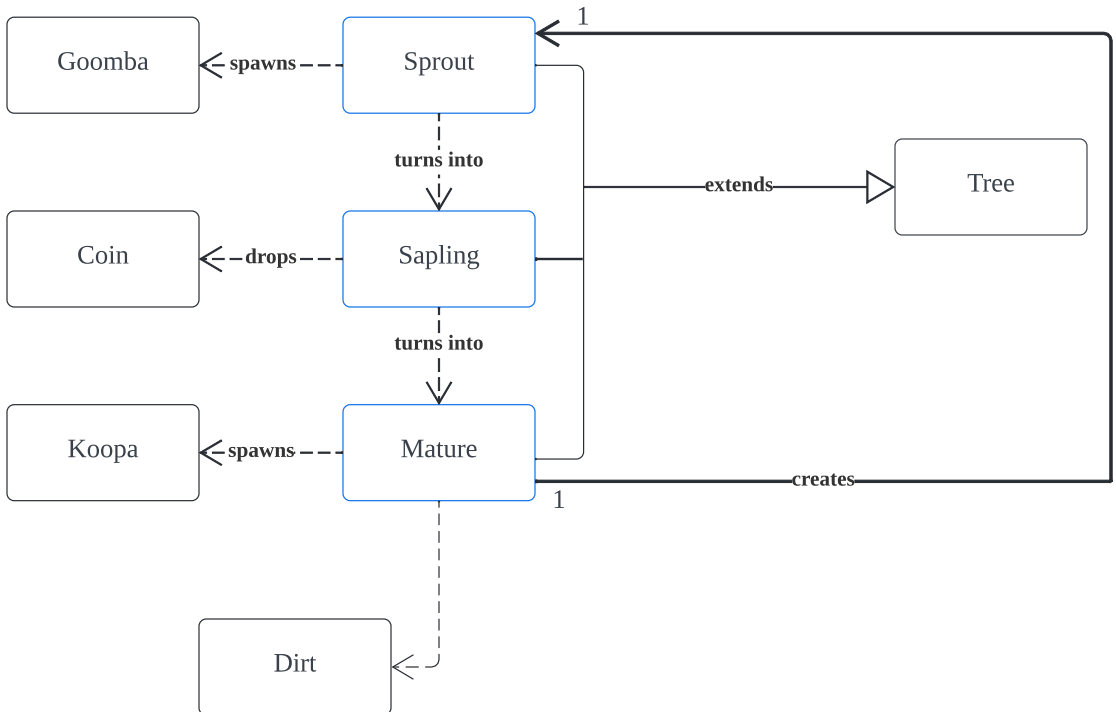 1
Goomba
spawns
Sprout
turns into
extends
Tree
Coin
drops
Sapling
turns into
Koopa
spawns
Mature
creates
1
Dirt